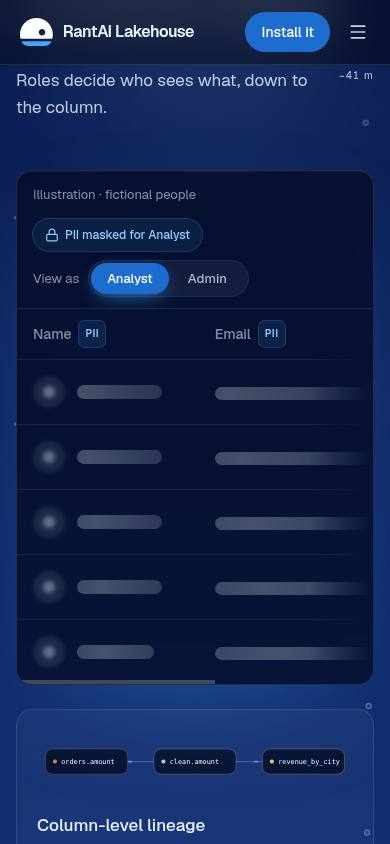 RantAI Lakehouse
Install it
Roles decide who sees what, down to
the column.
−41 m
Illustration · fictional people
PII masked for Analyst
View as
Analyst
Admin
Name PII
Email PII
orders.amount
clean.amount
revenue_by_city
Column-level lineage